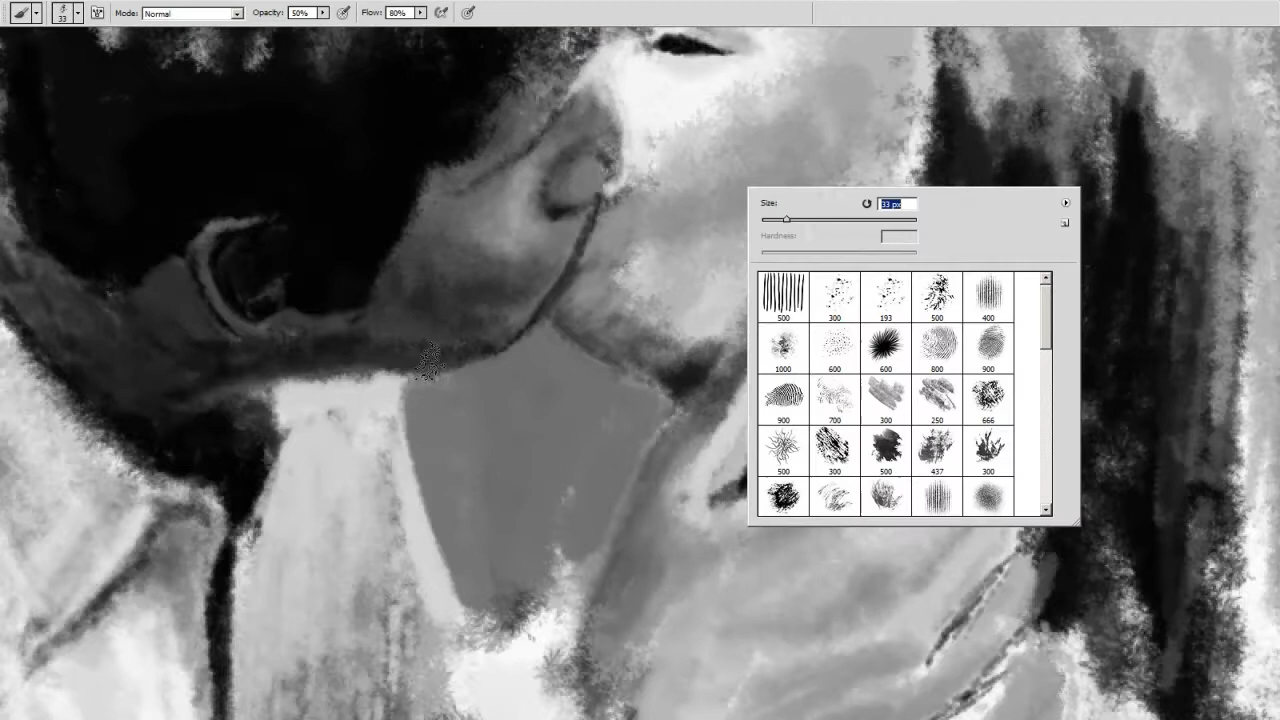 33
Mode: Normal
Opacity: 50%
Flow: 80%
Size:
33 px
Hardness:
500 300 193 500 400
1000 600 600 800 900
900 700 300 250 666
500 300 500 437 300